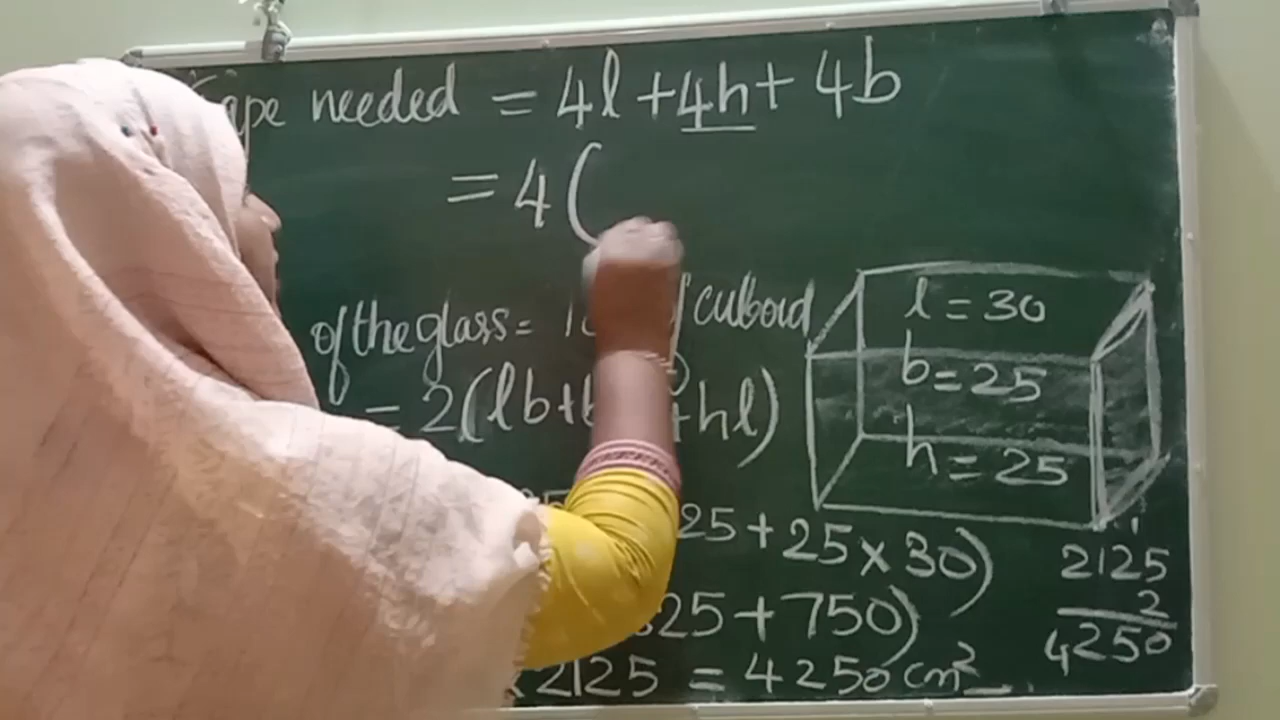 needed = 4l + 4h + 4b
= 4 (
of the glass = cuboid
= 2(lb+ +hl)
l = 30
b = 25
h = 25
25 + 25 x 30)
25 + 750)
2125 = 4250 cm²
2125
2
4250